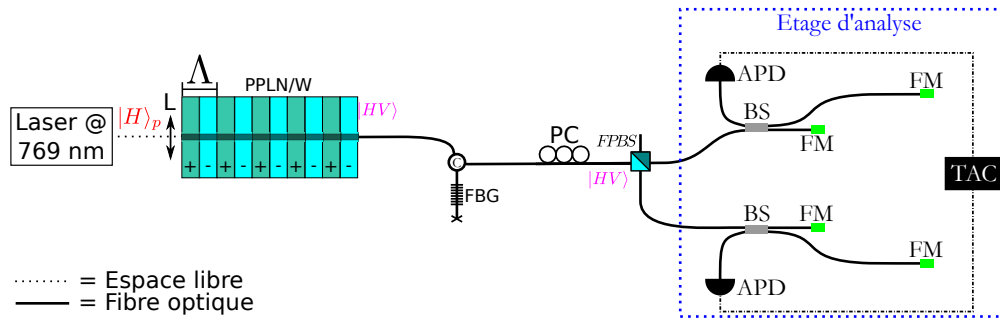 Etage d'analyse
Λ
PPLN/W
APD
FM
L
|H⟩p
|HV⟩
BS
Laser @
769 nm
FM
PC
FPBS
C
|HV⟩
TAC
+ - + - + - + - + -
FBG
BS
FM
FM
APD
= Espace libre
= Fibre optique